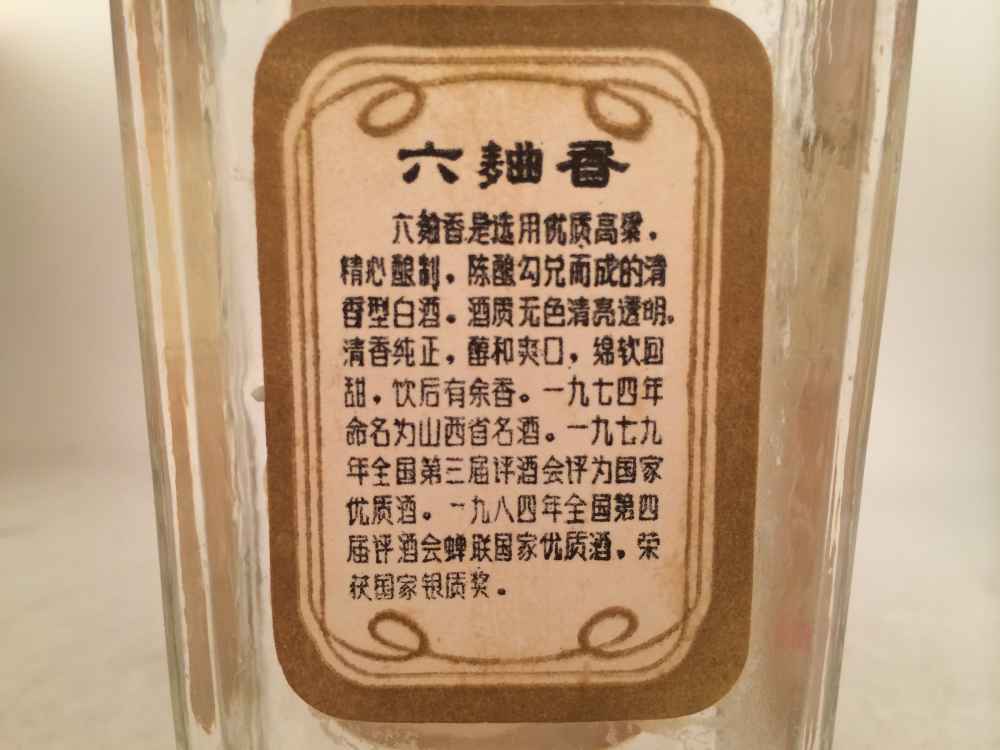 六麯香
六麯香是选用优质高粱，
精心酿制，陈酿勾兑而成的清
香型白酒。酒质无色清亮透明，
清香纯正，醇和爽口，绵软回
甜，饮后有余香。一九七四年
命名为山西省名酒。一九七九
年全国第三届评酒会评为国家
优质酒。一九八四年全国第四
届评酒会蝉联国家优质酒，荣
获国家银质奖。